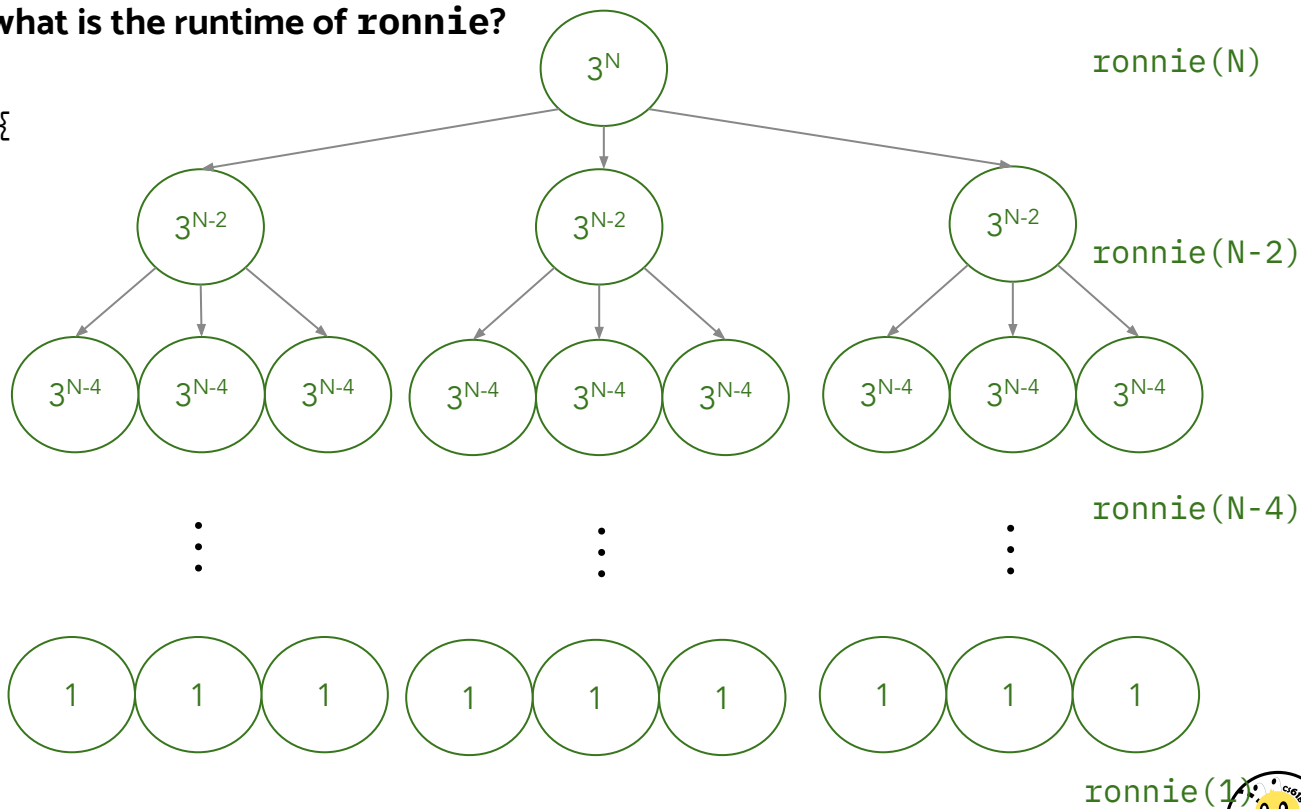 what is the runtime of ronnie?
3^N
ronnie(N)
{
3^N-2 3^N-2 3^N-2
ronnie(N-2)
3^N-4 3^N-4 3^N-4 3^N-4 3^N-4 3^N-4 3^N-4 3^N-4 3^N-4
ronnie(N-4)
1 1 1 1 1 1 1 1 1
ronnie(1)